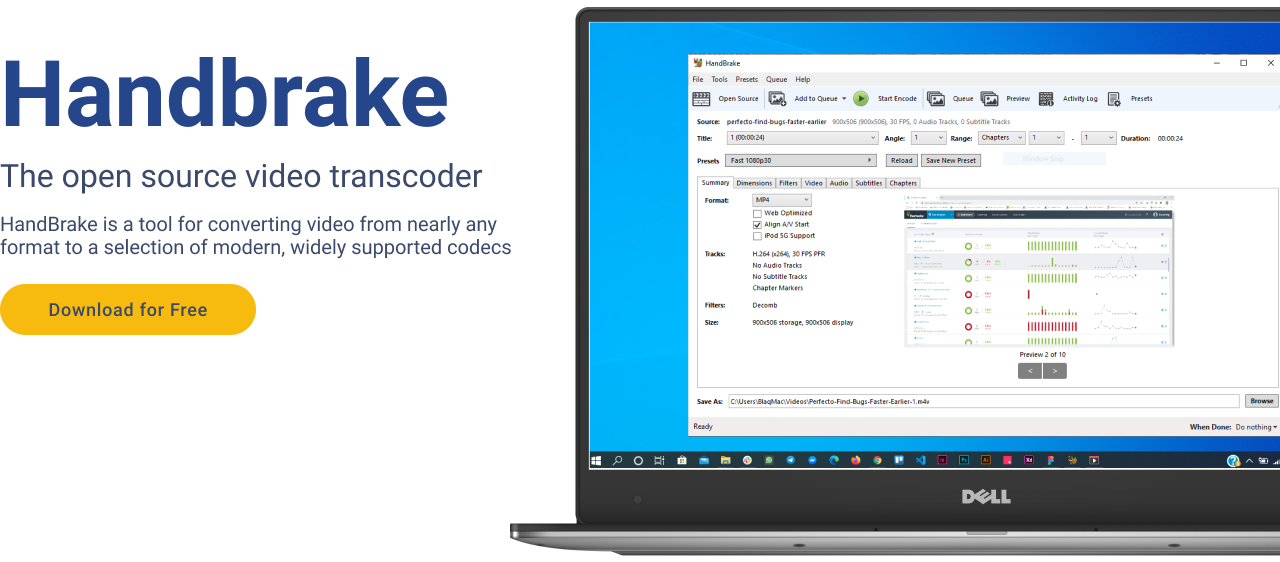 Handbrake
The open source video transcoder
HandBrake is a tool for converting video from nearly any
format to a selection of modern, widely supported codecs
Download for Free
HandBrake
File Tools Presets Queue Help
Open Source Add to Queue Start Encode Queue Preview Activity Log Presets
Source: perfecto-find-bugs-faster-earlier 900x506 (900x506), 30 FPS, 0 Audio Tracks, 0 Subtitle Tracks
Title: 1 (00:00:24) Angle: 1 Range: Chapters 1 - 1 Duration: 00:00:24
Presets Fast 1080p30 Reload Save New Preset
Window Snip
Summary Dimensions Filters Video Audio Subtitles Chapters
Format: MP4
Web Optimized
Align A/V Start
iPod 5G Support
Tracks: H.264 (x264), 30 FPS PFR
No Audio Tracks
No Subtitle Tracks
Chapter Markers
Filters: Decomb
Size: 900x506 storage, 900x506 display
Preview 2 of 10
< >
Save As: C:\Users\BlaqMac\Videos\Perfecto-Find-Bugs-Faster-Earlier-1.m4v Browse
Ready When Done: Do nothing
DELL